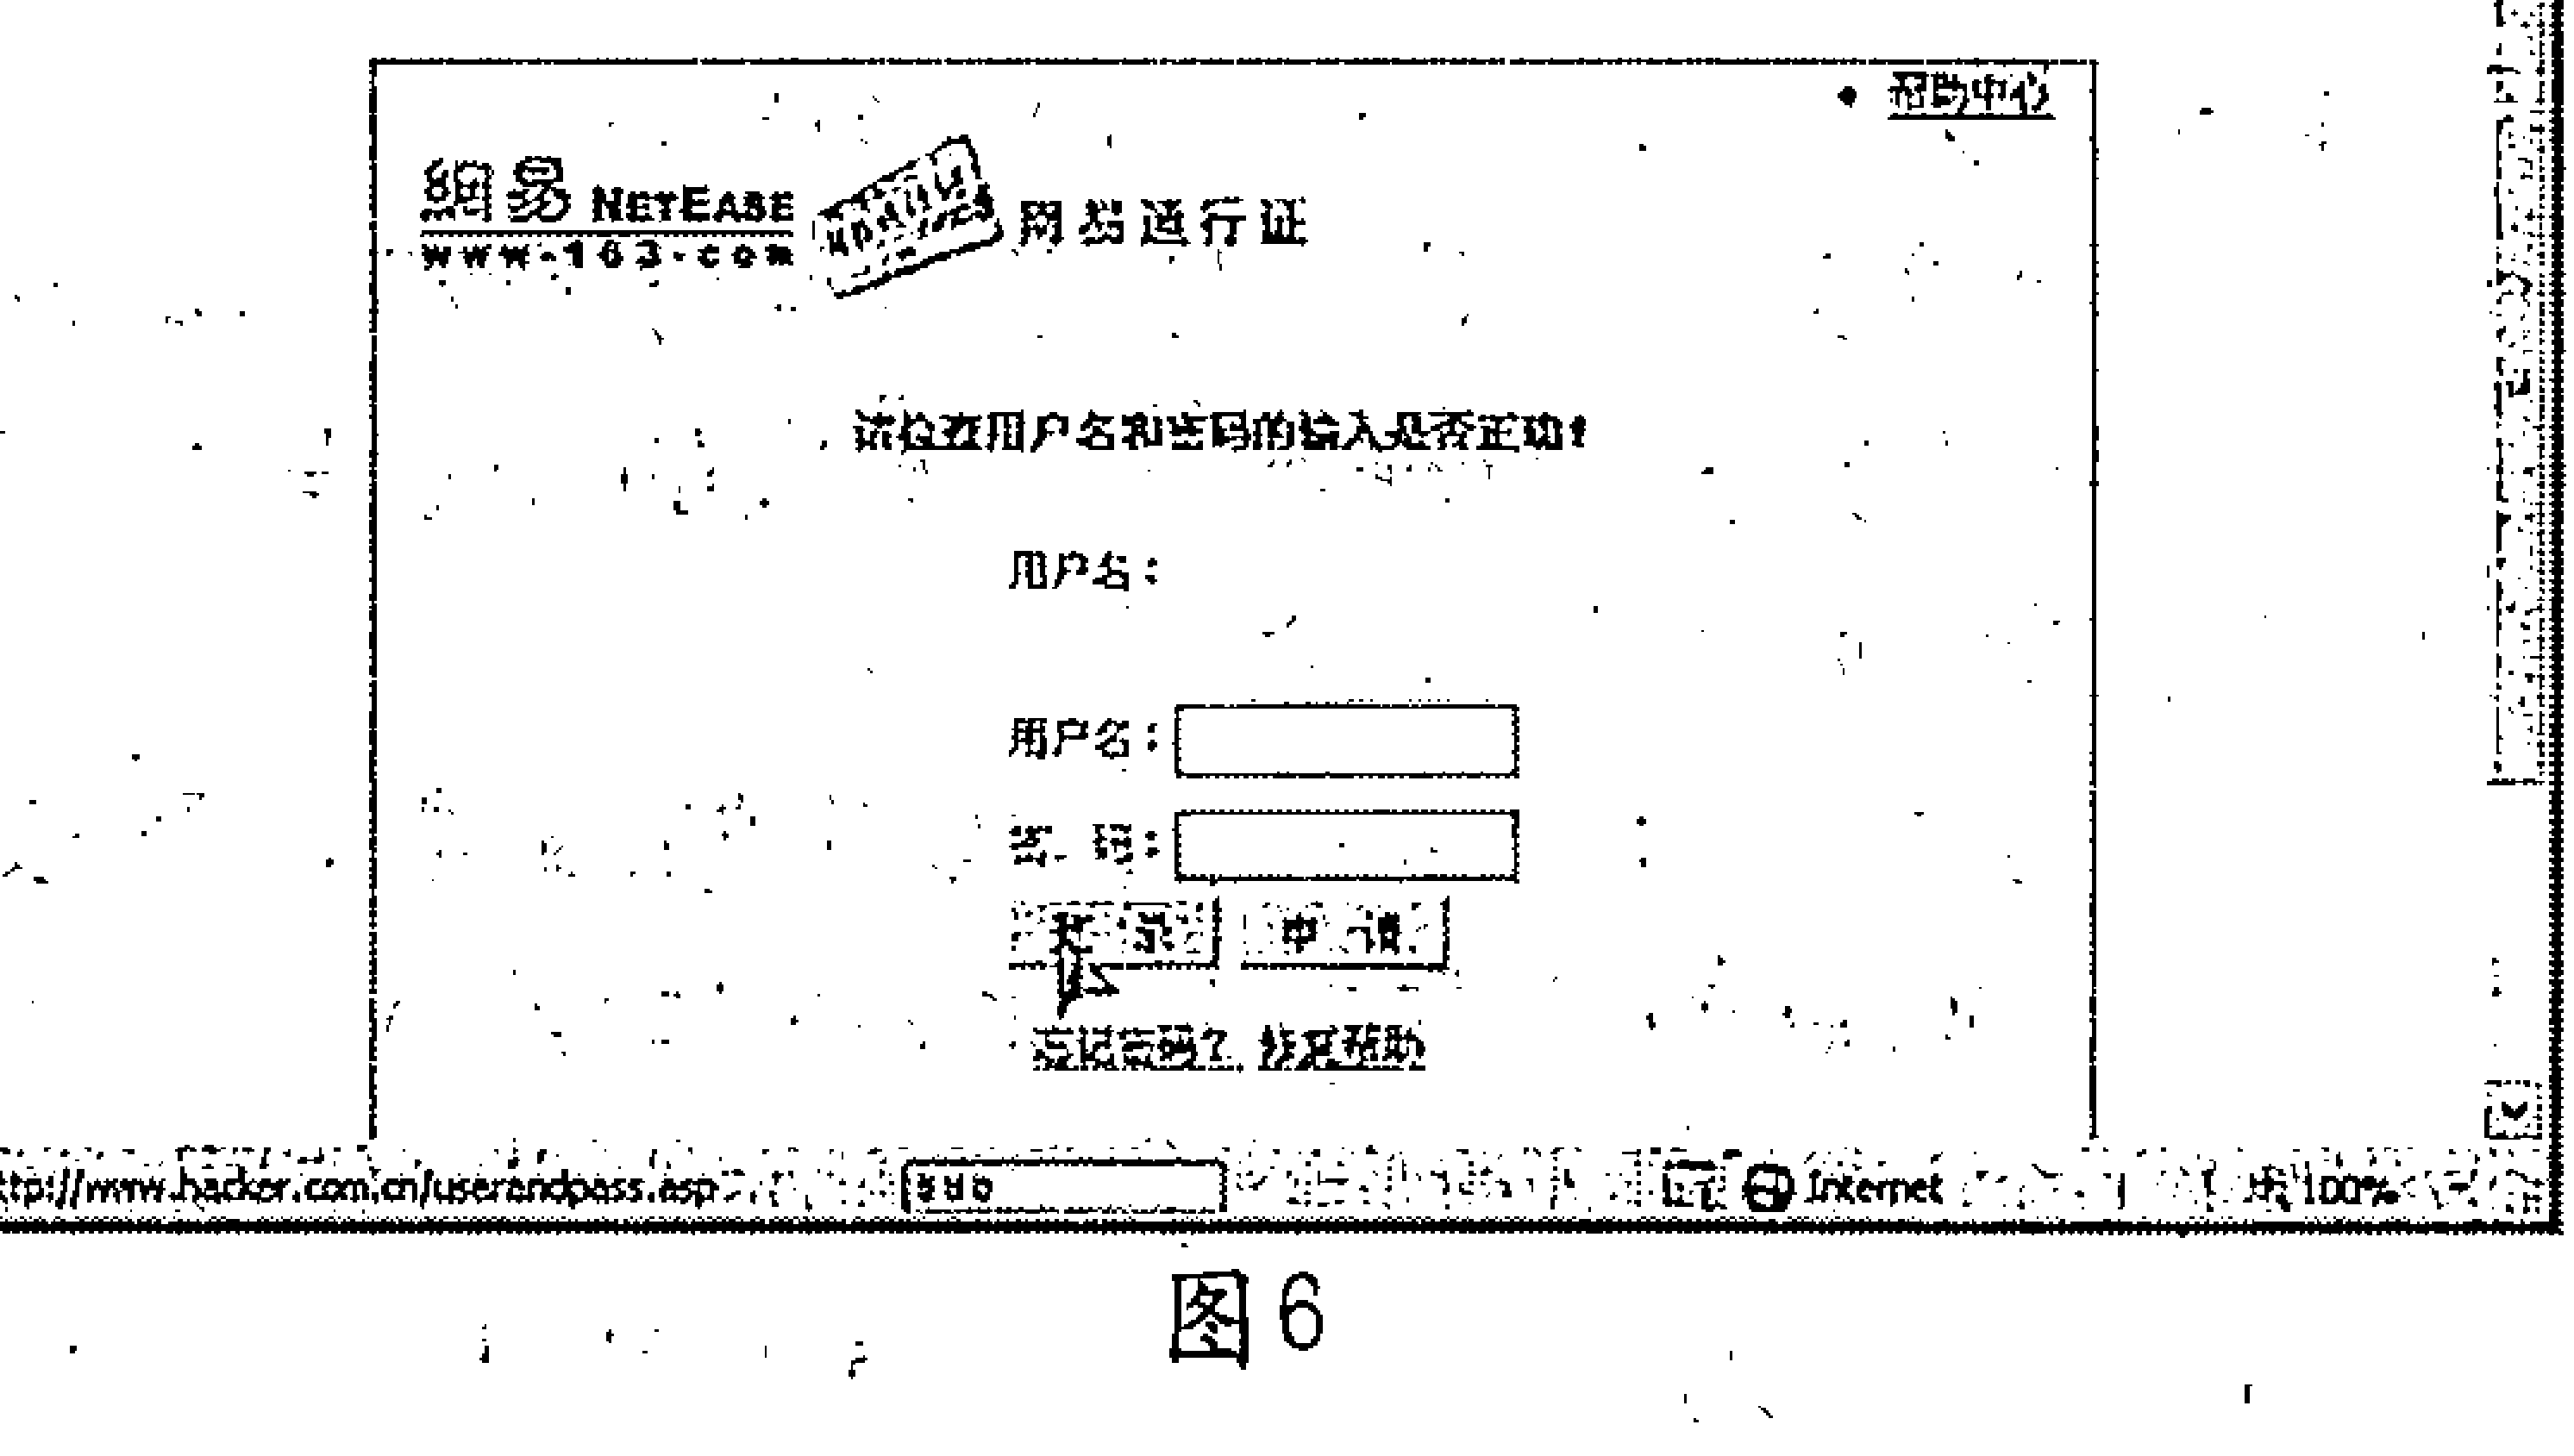 帮助中心
網易 NETEASE
www.163.com
网易通行证
请检查用户名和密码的输入是否正确!
用户名:
用户名:
密 码:
登 录 申 请
忘记密码?
ttp://www.hacker.com.cn/userandpass.asp
Internet 100%
图6